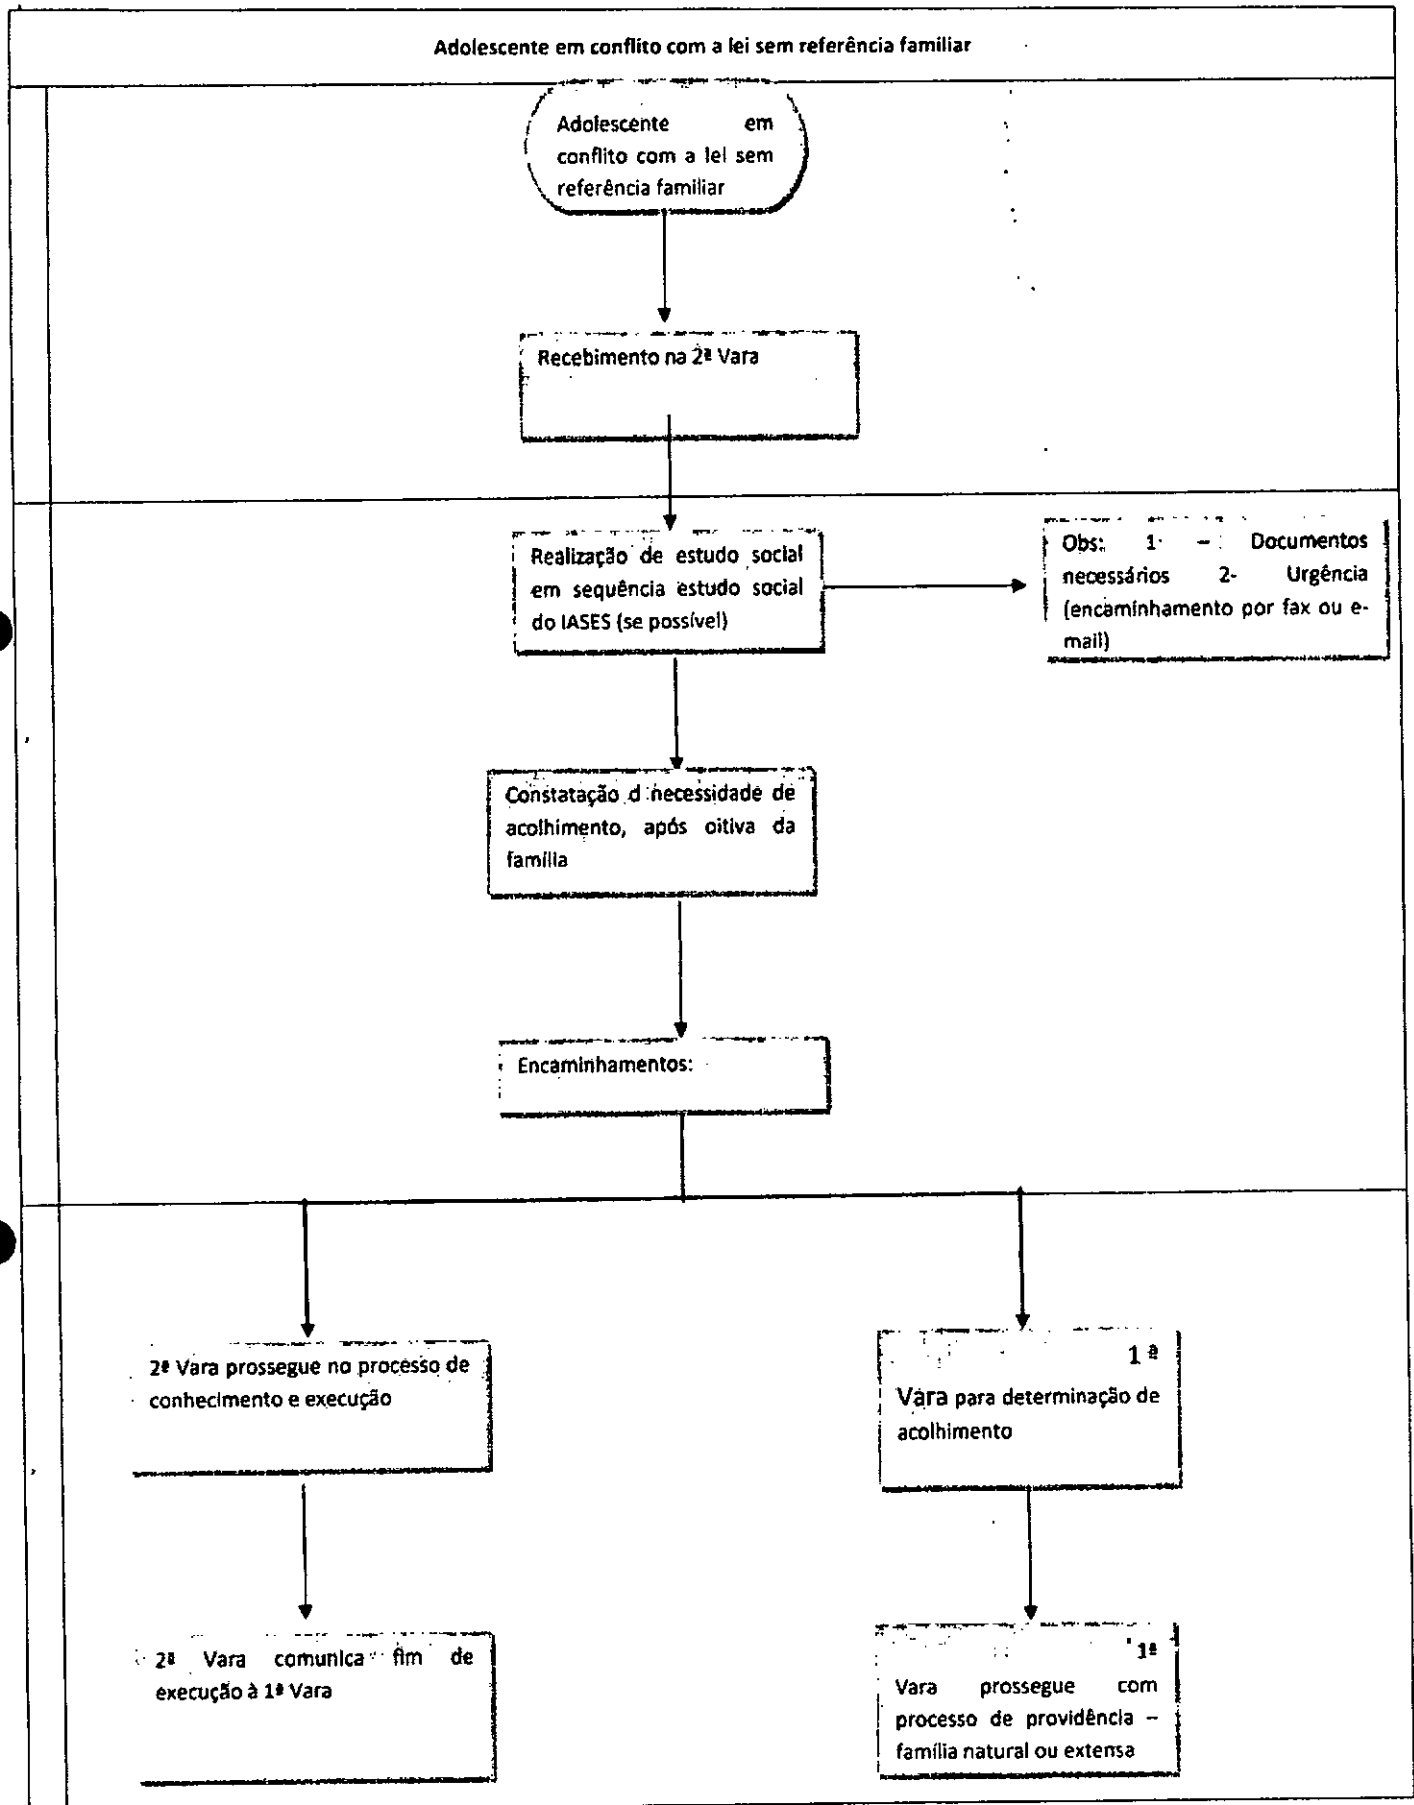 Adolescente em conflito com a lei sem referência familiar
Adolescente em
conflito com a lei sem
referência familiar
Recebimento na 2ª Vara
Realização de estudo social
em sequência estudo social
do IASES (se possível)
Obs: 1 – Documentos
necessários 2- Urgência
(encaminhamento por fax ou e-
mail)
Constatação d necessidade de
acolhimento, após oitiva da
família
Encaminhamentos:
2ª Vara prossegue no processo de
conhecimento e execução
1ª
Vara para determinação de
acolhimento
2ª Vara comunica fim de
execução à 1ª Vara
1ª
Vara prossegue com
processo de providência –
família natural ou extensa